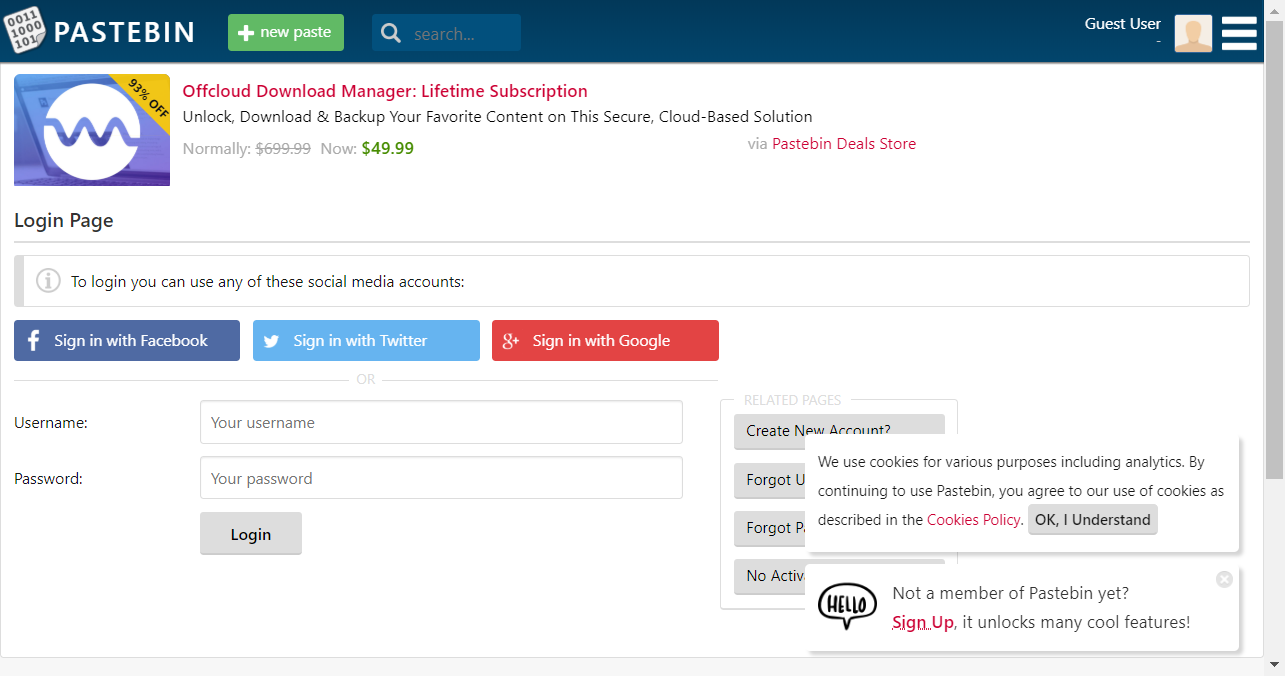 0011
1000
101
PASTEBIN
new paste
search...
Guest User
-
93% OFF
Offcloud Download Manager: Lifetime Subscription
Unlock, Download & Backup Your Favorite Content on This Secure, Cloud-Based Solution
Normally: $699.99 Now: $49.99
via Pastebin Deals Store
Login Page
To login you can use any of these social media accounts:
Sign in with Facebook
Sign in with Twitter
Sign in with Google
OR
Username:
Your username
Password:
Your password
Login
RELATED PAGES
Create New Account?
Forgot U
Forgot P
No Activ
We use cookies for various purposes including analytics. By
continuing to use Pastebin, you agree to our use of cookies as
described in the Cookies Policy. OK, I Understand
HELLO
Not a member of Pastebin yet?
Sign Up, it unlocks many cool features!